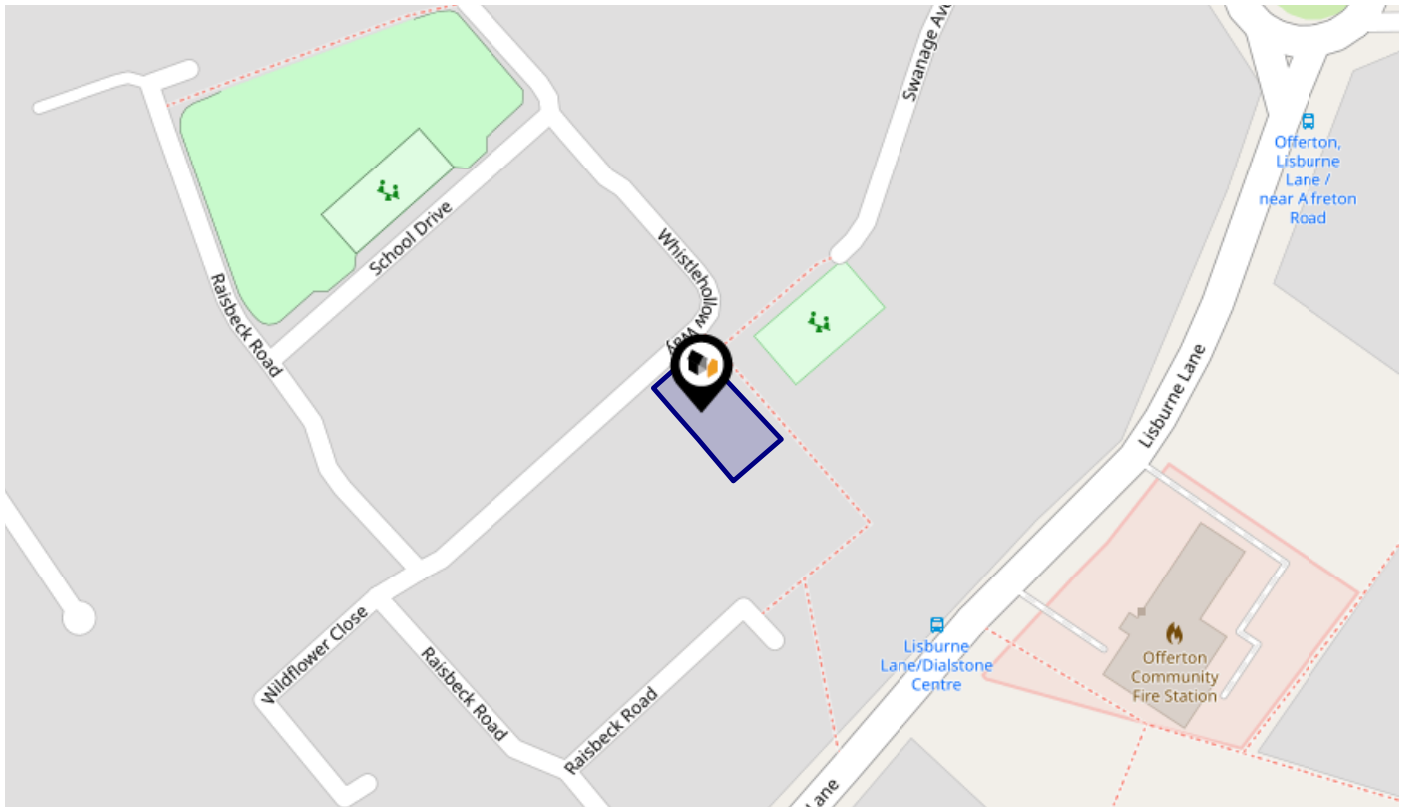 Swanage Ave
Offerton,
Lisburne
Lane /
near Afreton
Road
School Drive
Whistlehollow Way
Raisbeck Road
Lisburne Lane
Wildflower Close
Raisbeck Road
Raisbeck Road
Lisburne
Lane/Dialstone
Centre
Offerton
Community
Fire Station
Lane